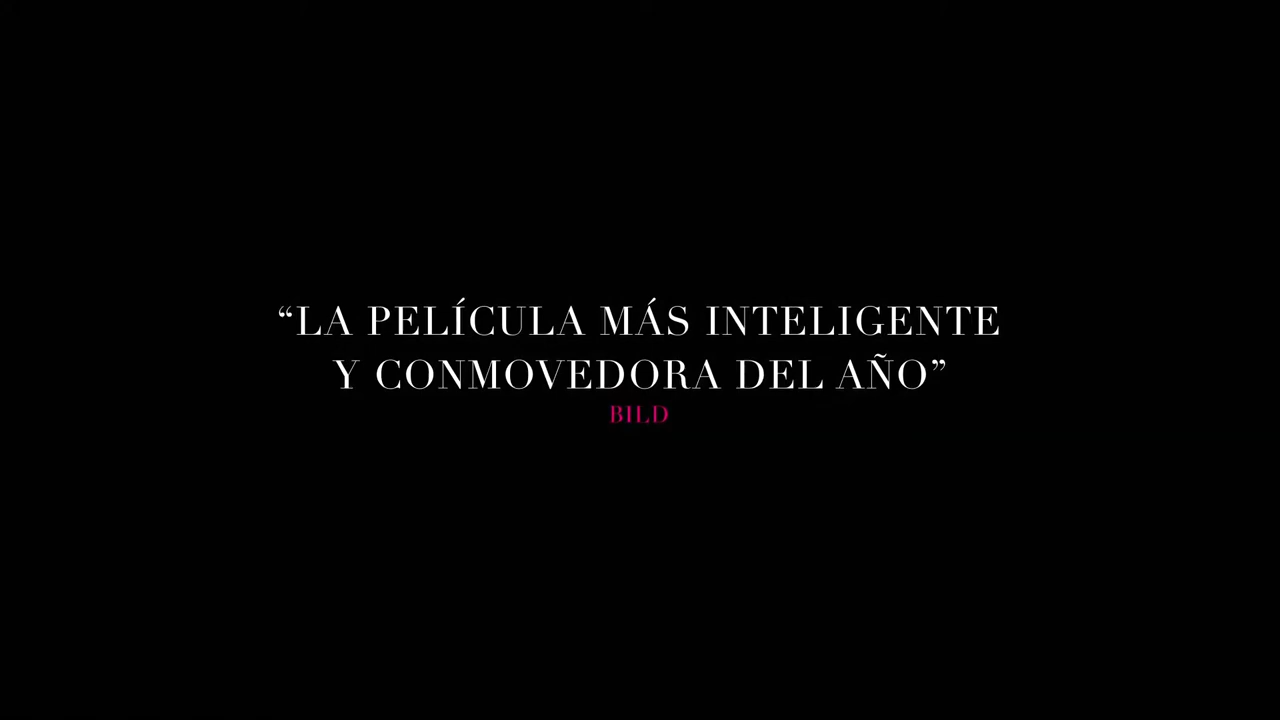 “LA PELÍCULA MÁS INTELIGENTE
Y CONMOVEDORA DEL AÑO”
BILD